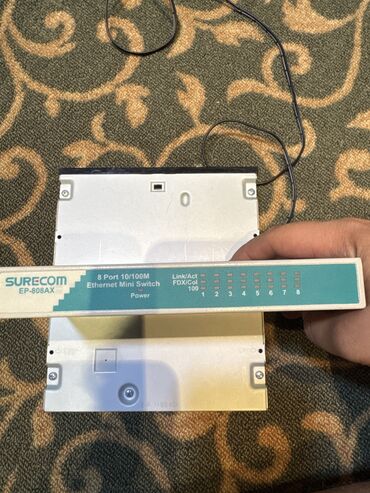 SURECOM
EP-808AX
8 Port 10/100M
Ethernet Mini Switch
Power
Link/Act
FDX/Col
100
1 2 3 4 5 6 7 8